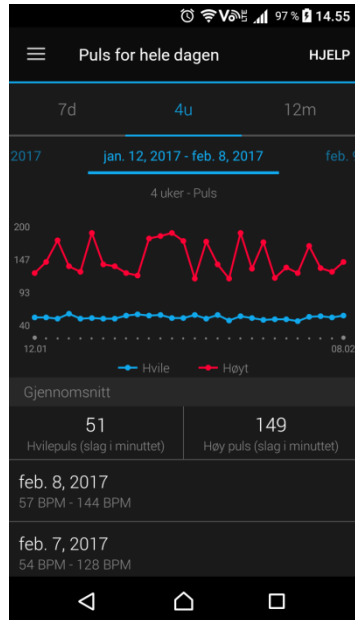 97 % 14.55
Puls for hele dagen HJELP
7d 4u 12m
2017 jan. 12, 2017 - feb. 8, 2017 feb. 9
4 uker - Puls
200
147
93
40
12.01 08.02
Hvile Høyt
Gjennomsnitt
51 149
Hvilepuls (slag i minuttet) Høy puls (slag i minuttet)
feb. 8, 2017
57 BPM - 144 BPM
feb. 7, 2017
54 BPM - 128 BPM